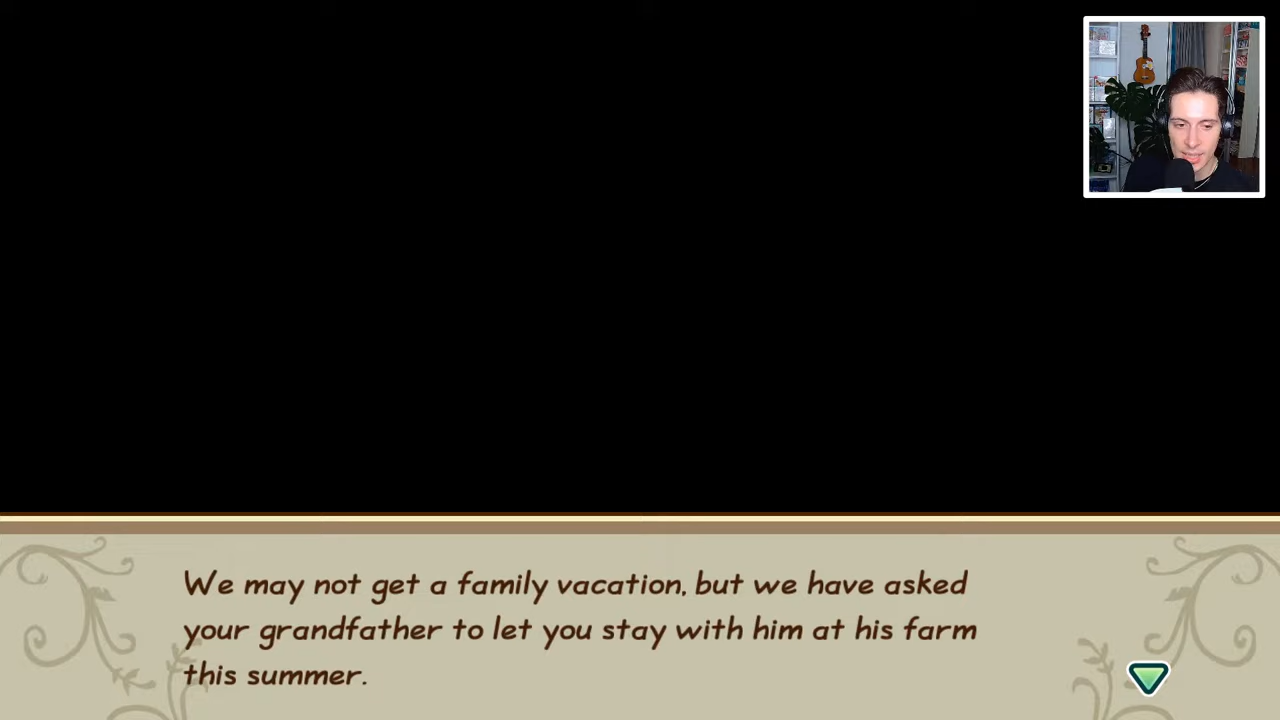 We may not get a family vacation, but we have asked
your grandfather to let you stay with him at his farm
this summer.